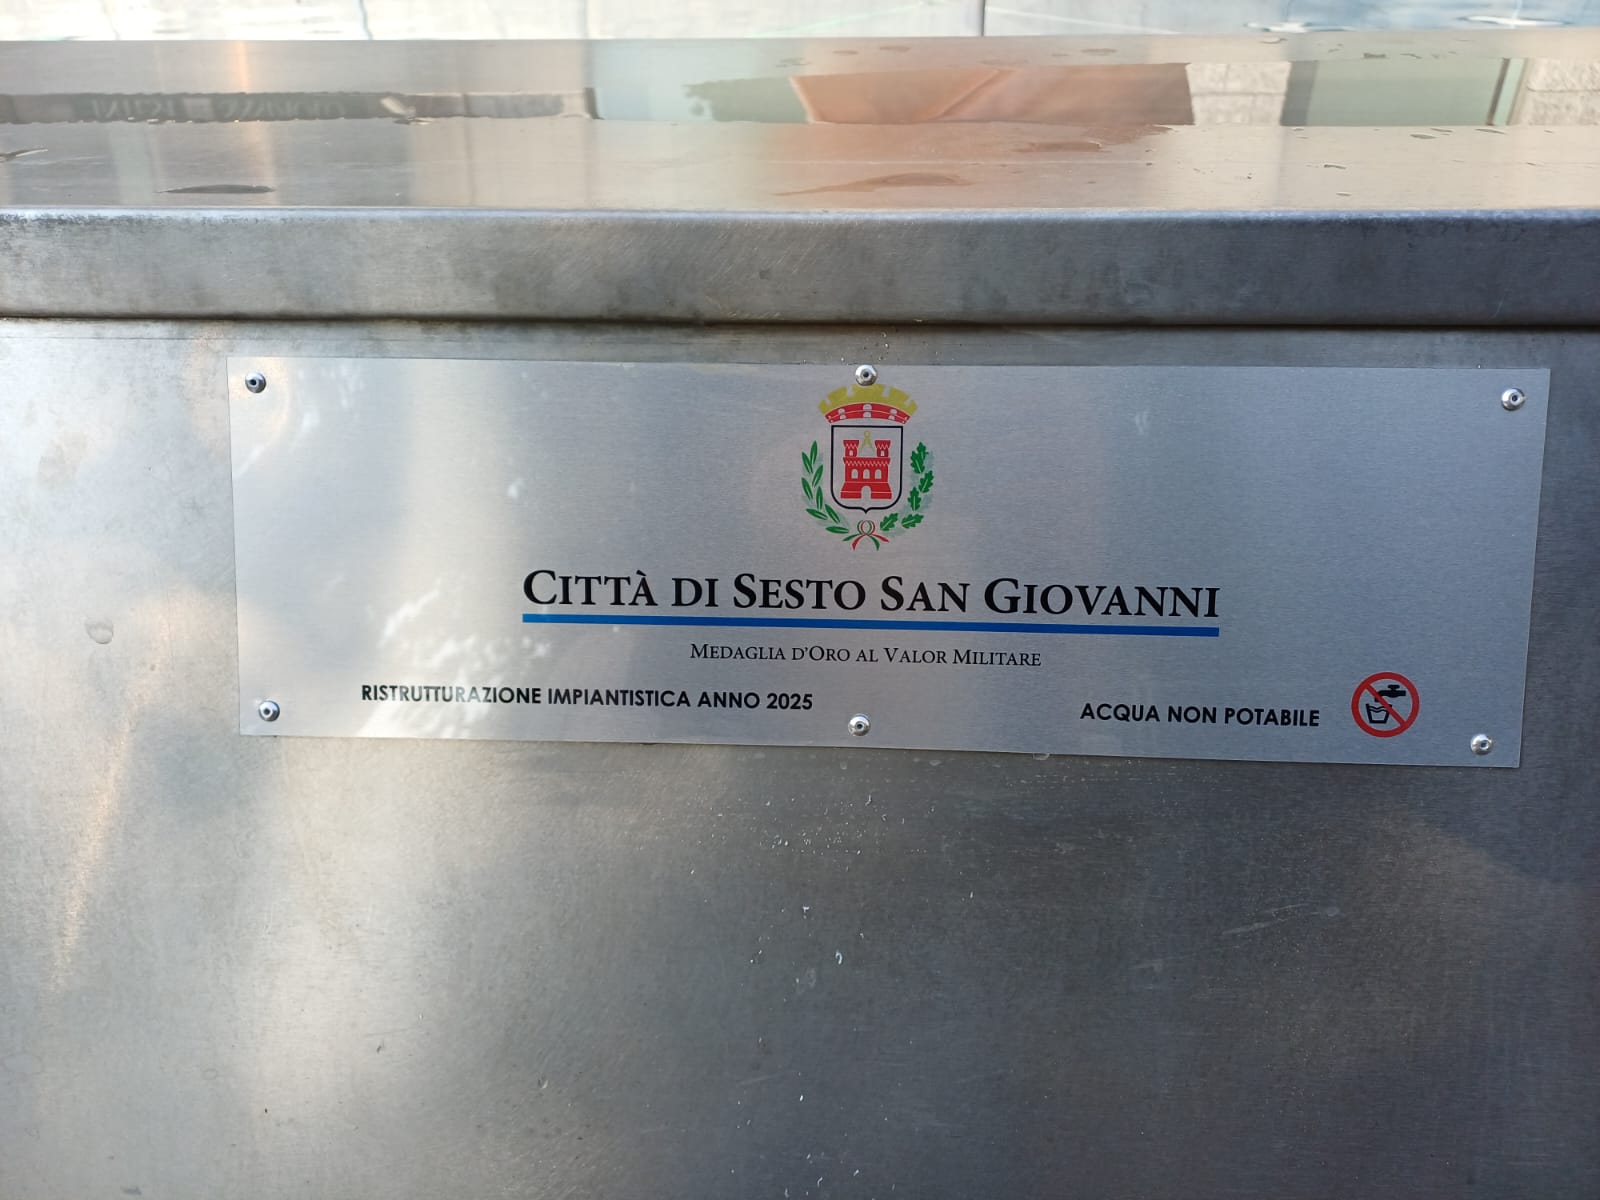 CITTÀ DI SESTO SAN GIOVANNI
MEDAGLIA D'ORO AL VALOR MILITARE
RISTRUTTURAZIONE IMPIANTISTICA ANNO 2025
ACQUA NON POTABILE